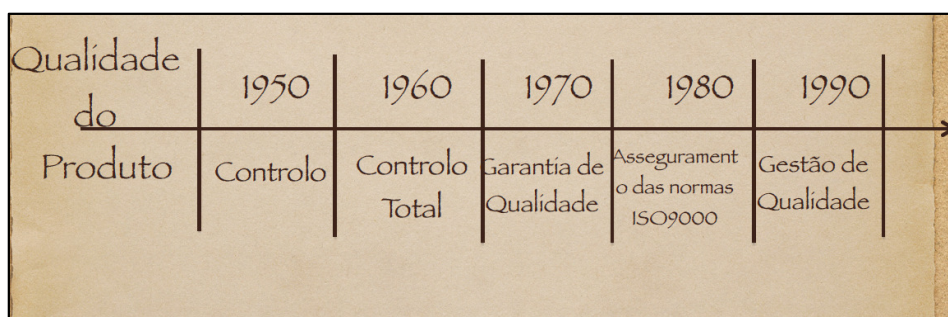 Qualidade
do
Produto
1950
1960
1970
1980
1990
Controlo
Controlo
Total
Garantia de
Qualidade
Assegurament
o das normas
ISO9000
Gestão de
Qualidade